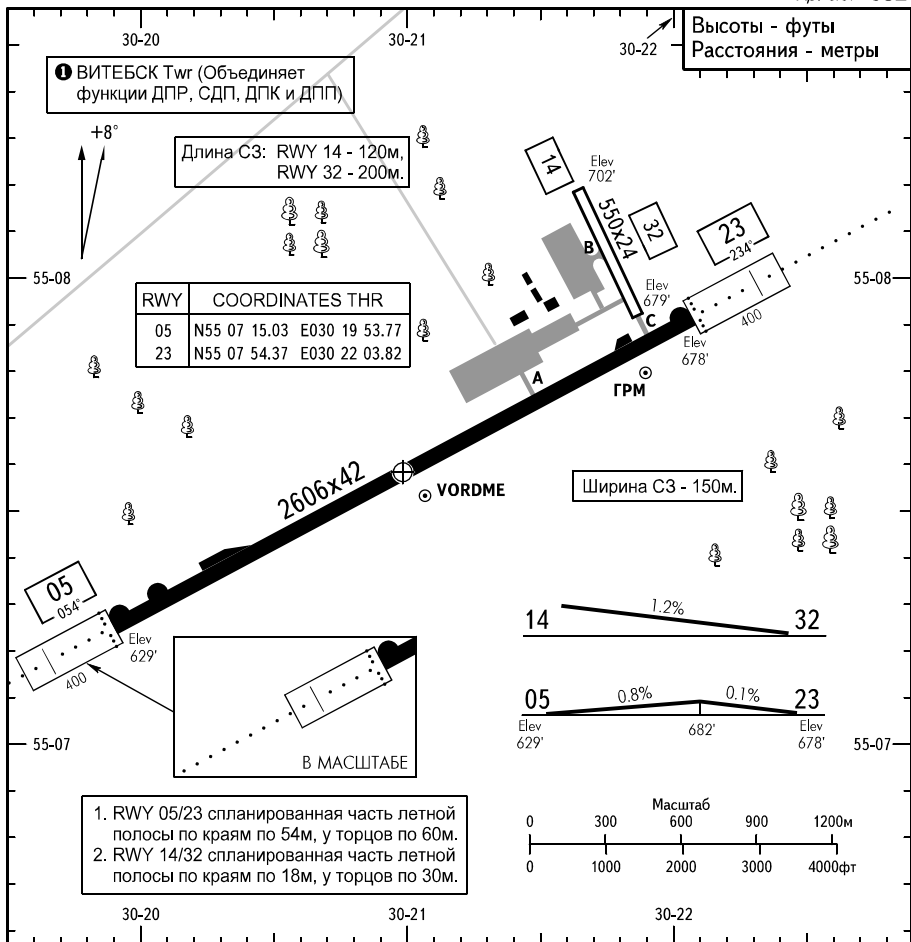 30-20
30-21
30-22
Высоты - футы
Расстояния - метры
❶ ВИТЕБСК Twr (Объединяет
функции ДПР, СДП, ДПК и ДПП)
+8°
Длина СЗ: RWY 14 - 120м,
RWY 32 - 200м.
14
Elev
702'
550x24
32
B
23
234°
55-08
55-08
Elev
679'
400
C
Elev
678'
RWY COORDINATES THR
05 N55 07 15.03 E030 19 53.77
23 N55 07 54.37 E030 22 03.82
A
ГРМ
2606x42
VORDME
Ширина СЗ - 150м.
05
054°
Elev
629'
400
14 1.2% 32
05 0.8% 0.1% 23
Elev
629'
682'
Elev
678'
55-07
55-07
В МАСШТАБЕ
1. RWY 05/23 спланированная часть летной
полосы по краям по 54м, у торцов по 60м.
2. RWY 14/32 спланированная часть летной
полосы по краям по 18м, у торцов по 30м.
Масштаб
0 300 600 900 1200м
0 1000 2000 3000 4000фт
30-20
30-21
30-22